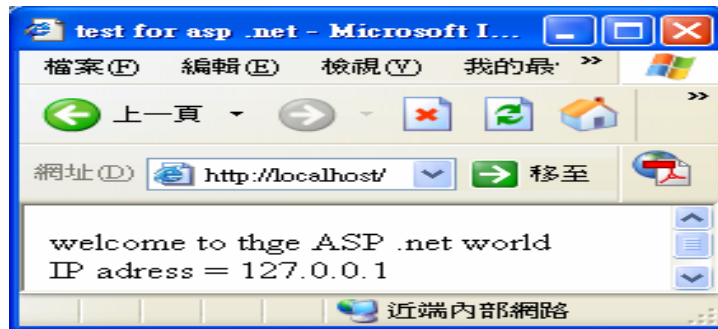 test for asp .net - Microsoft I...
檔案(F) 編輯(E) 檢視(V) 我的最 »
上一頁 »
網址(D) http://localhost/ 移至
welcome to thge ASP .net world
IP adress = 127.0.0.1
近端內部網路